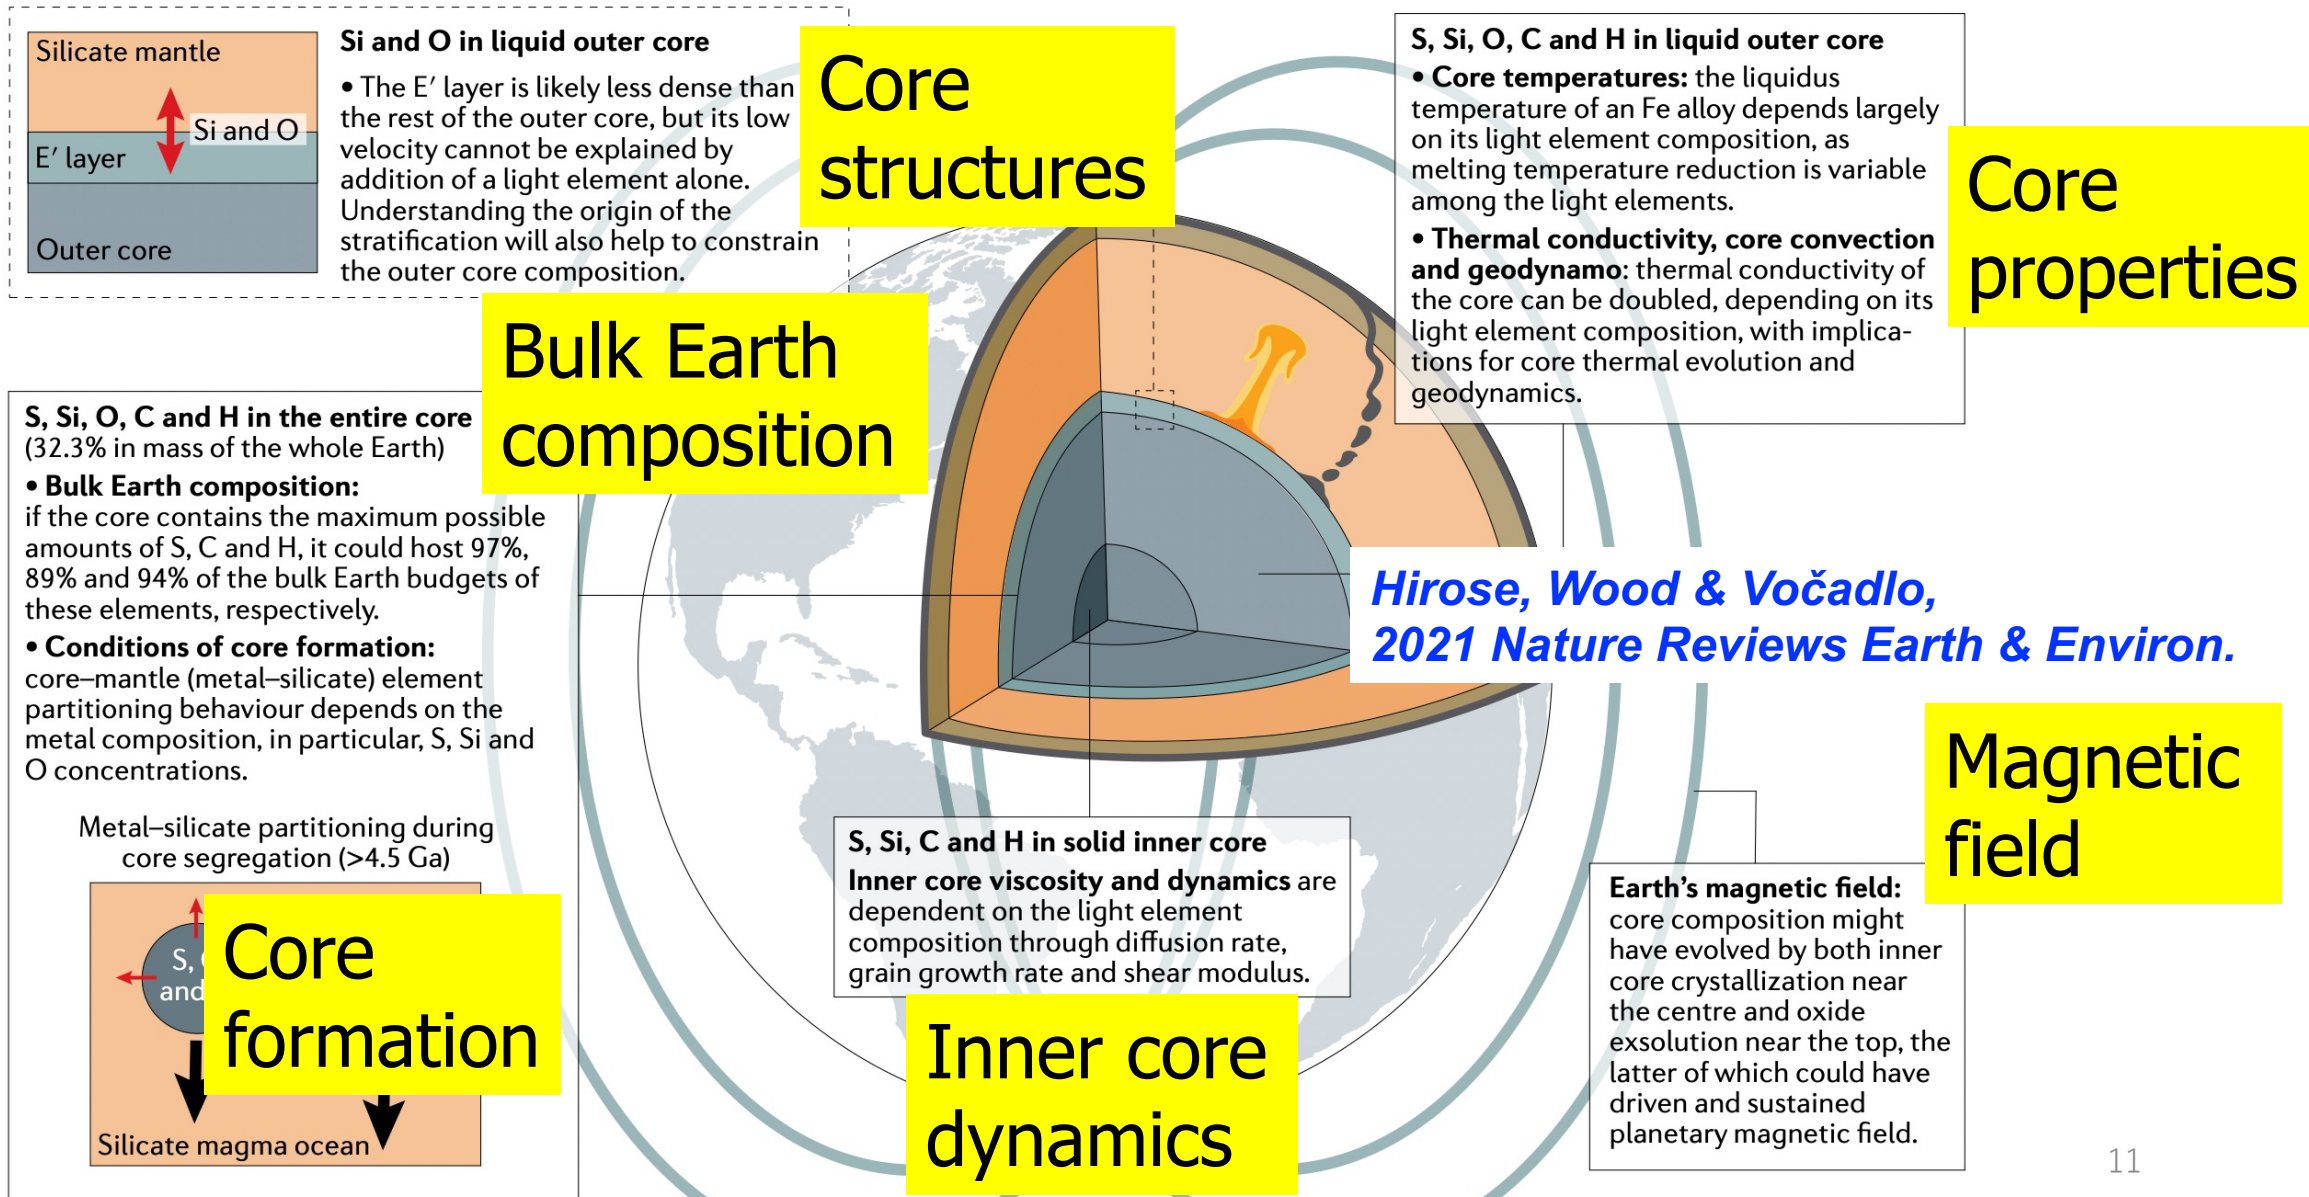 Silicate mantle
Si and O
E′ layer
Outer core
Si and O in liquid outer core
• The E′ layer is likely less dense than
the rest of the outer core, but its low
velocity cannot be explained by
addition of a light element alone.
Understanding the origin of the
stratification will also help to constrain
the outer core composition.
Core
structures
S, Si, O, C and H in liquid outer core
• Core temperatures: the liquidus
temperature of an Fe alloy depends largely
on its light element composition, as
melting temperature reduction is variable
among the light elements.
• Thermal conductivity, core convection
and geodynamo: thermal conductivity of
the core can be doubled, depending on its
light element composition, with implica-
tions for core thermal evolution and
geodynamics.
Core
properties
Bulk Earth
composition
S, Si, O, C and H in the entire core
(32.3% in mass of the whole Earth)
• Bulk Earth composition:
if the core contains the maximum possible
amounts of S, C and H, it could host 97%,
89% and 94% of the bulk Earth budgets of
these elements, respectively.
• Conditions of core formation:
core–mantle (metal–silicate) element
partitioning behaviour depends on the
metal composition, in particular, S, Si and
O concentrations.
Metal–silicate partitioning during
core segregation (>4.5 Ga)
S,
and
Core
formation
Silicate magma ocean
Hirose, Wood & Vočadlo,
2021 Nature Reviews Earth & Environ.
S, Si, C and H in solid inner core
Inner core viscosity and dynamics are
dependent on the light element
composition through diffusion rate,
grain growth rate and shear modulus.
Inner core
dynamics
Magnetic
field
Earth's magnetic field:
core composition might
have evolved by both inner
core crystallization near
the centre and oxide
exsolution near the top, the
latter of which could have
driven and sustained
planetary magnetic field.
11